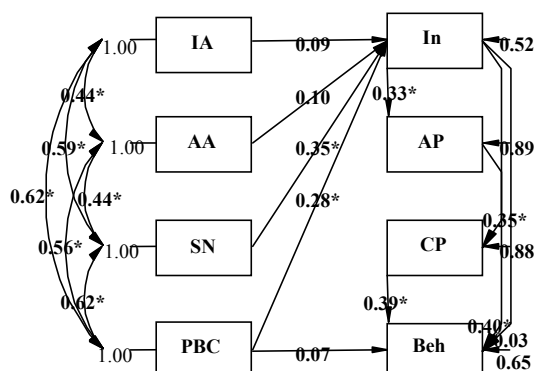 1.00 IA 0.09 In 0.52
0.44* 0.10 0.33*
1.00 AA AP 0.89
0.59* 0.35*
0.62* 0.44* 0.28* 0.35*
1.00 SN CP 0.88
0.56*
0.62* 0.39*
0.40*
1.00 PBC 0.07 Beh 0.03
0.65